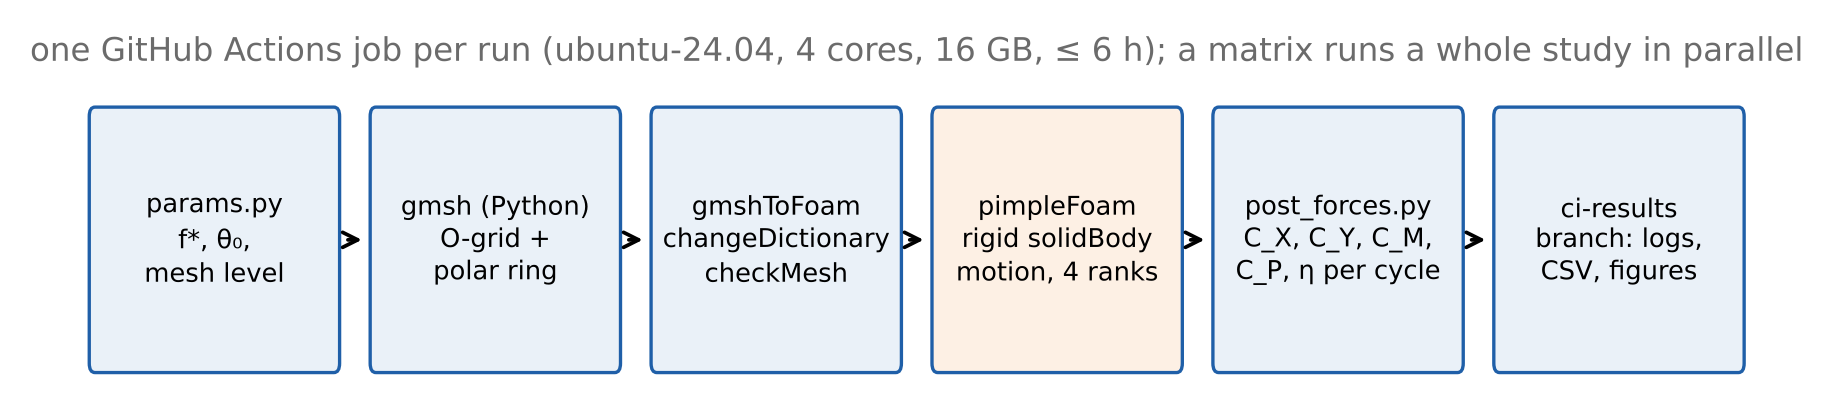 one GitHub Actions job per run (ubuntu-24.04, 4 cores, 16 GB, ≤ 6 h); a matrix runs a whole study in parallel
params.py
f*, θ₀,
mesh level
gmsh (Python)
O-grid +
polar ring
gmshToFoam
changeDictionary
checkMesh
pimpleFoam
rigid solidBody
motion, 4 ranks
post_forces.py
C_X, C_Y, C_M,
C_P, η per cycle
ci-results
branch: logs,
CSV, figures